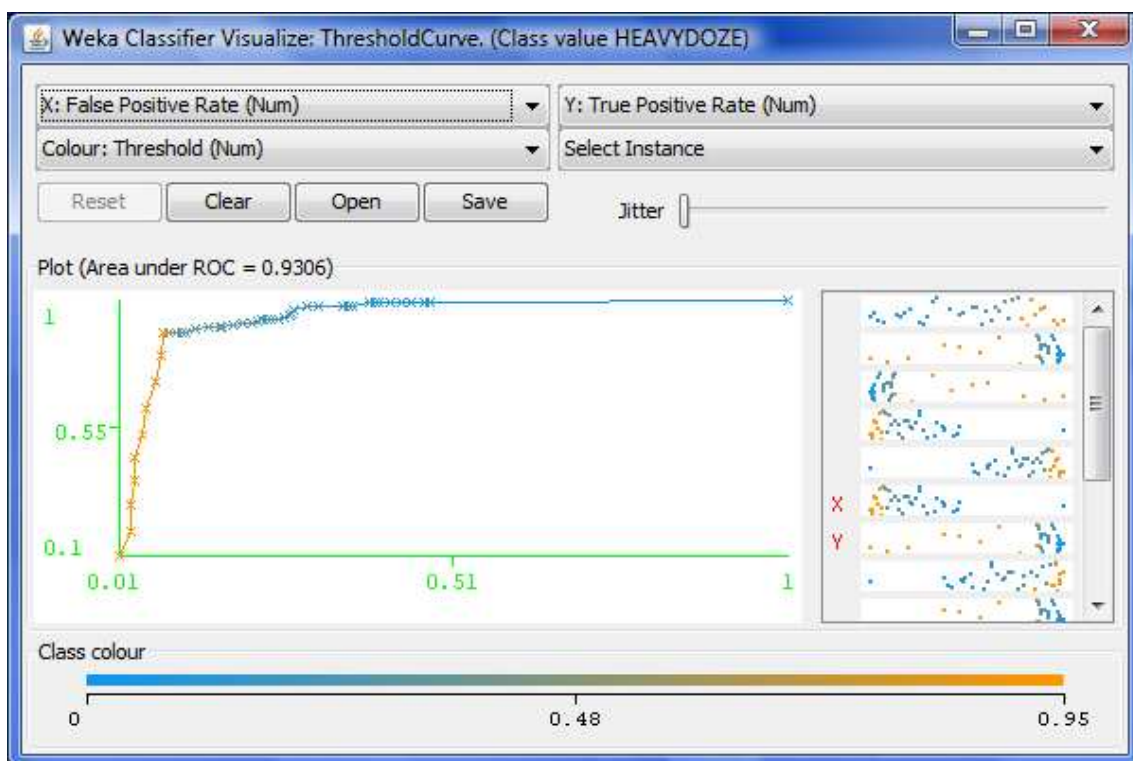 Weka Classifier Visualize: ThresholdCurve. (Class value HEAVYDOZE)
X: False Positive Rate (Num)
Y: True Positive Rate (Num)
Colour: Threshold (Num)
Select Instance
Reset
Clear
Open
Save
Jitter
Plot (Area under ROC = 0.9306)
1
0.55
0.1
0.01
0.51
1
X
Y
Class colour
0
0.48
0.95